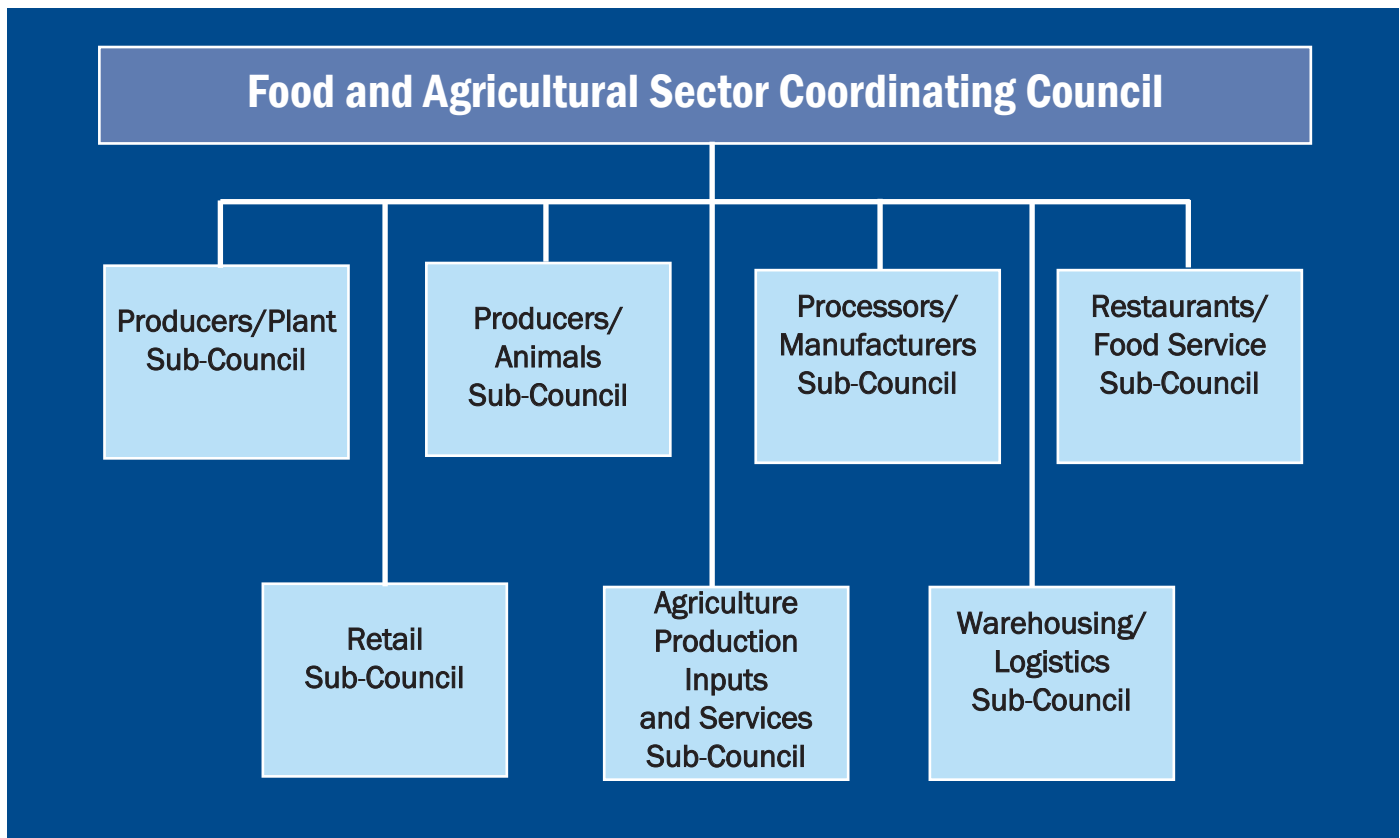 Food and Agricultural Sector Coordinating Council
Producers/Plant
Sub-Council
Producers/
Animals
Sub-Council
Processors/
Manufacturers
Sub-Council
Restaurants/
Food Service
Sub-Council
Retail
Sub-Council
Agriculture
Production
Inputs
and Services
Sub-Council
Warehousing/
Logistics
Sub-Council